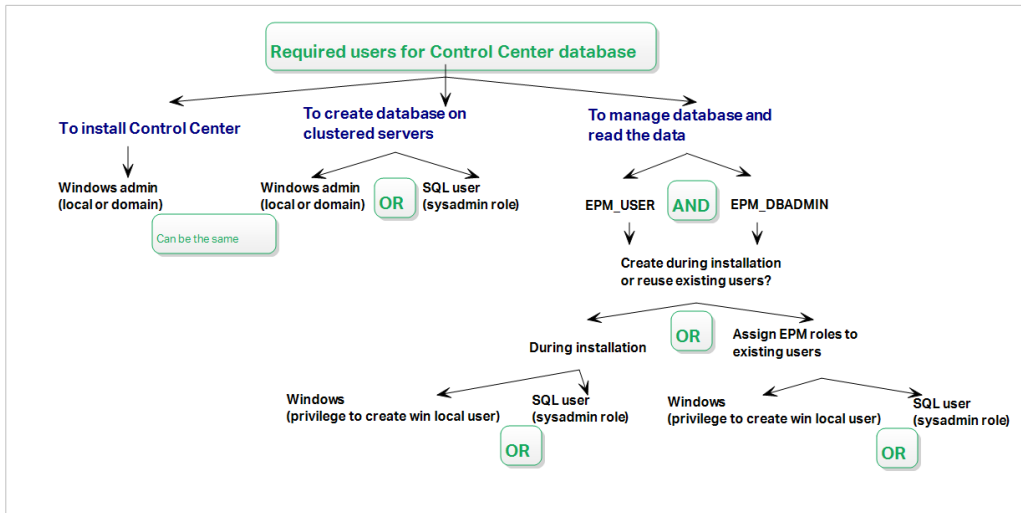 Required users for Control Center database
To install Control Center
To create database on
clustered servers
To manage database and
read the data
Windows admin
(local or domain)
Can be the same
Windows admin
(local or domain)
OR
SQL user
(sysadmin role)
EPM_USER
AND
EPM_DBADMIN
Create during installation
or reuse existing users?
During installation
OR
Assign EPM roles to
existing users
Windows
(privilege to create win local user)
SQL user
(sysadmin role)
OR
Windows
(privilege to create win local user)
SQL user
(sysadmin role)
OR